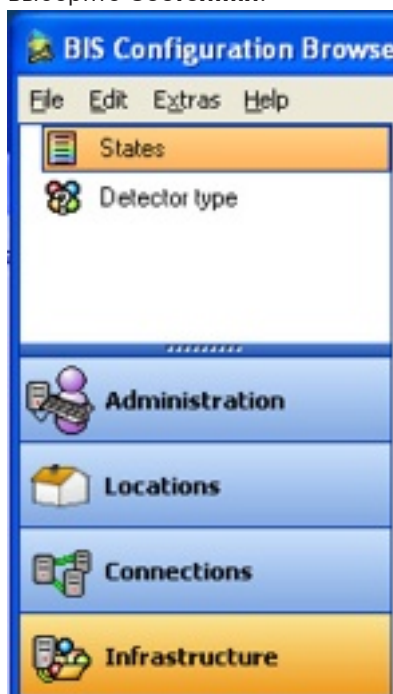 BIS Configuration Browse
File Edit Extras Help
States
Detector type
Administration
Locations
Connections
Infrastructure